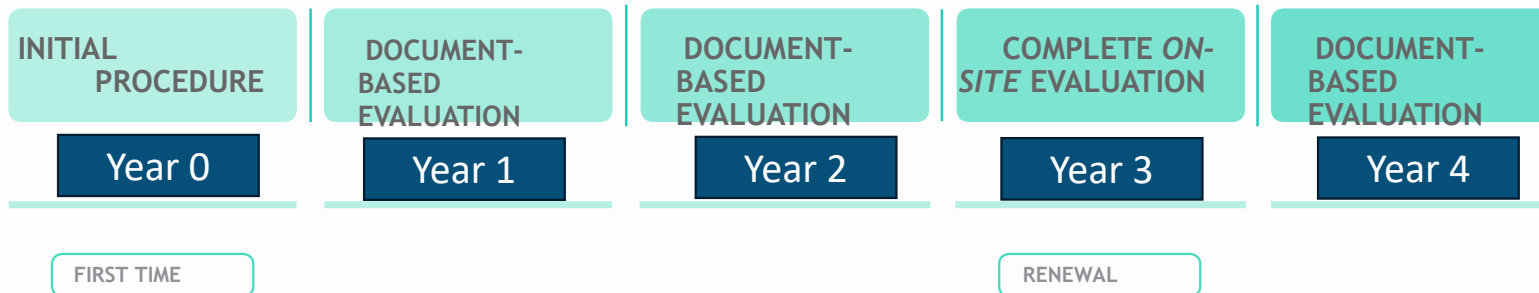 INITIAL
PROCEDURE
DOCUMENT-
BASED
EVALUATION
DOCUMENT-
BASED
EVALUATION
COMPLETE ON-
SITE EVALUATION
DOCUMENT-
BASED
EVALUATION
Year 0
Year 1
Year 2
Year 3
Year 4
FIRST TIME
RENEWAL